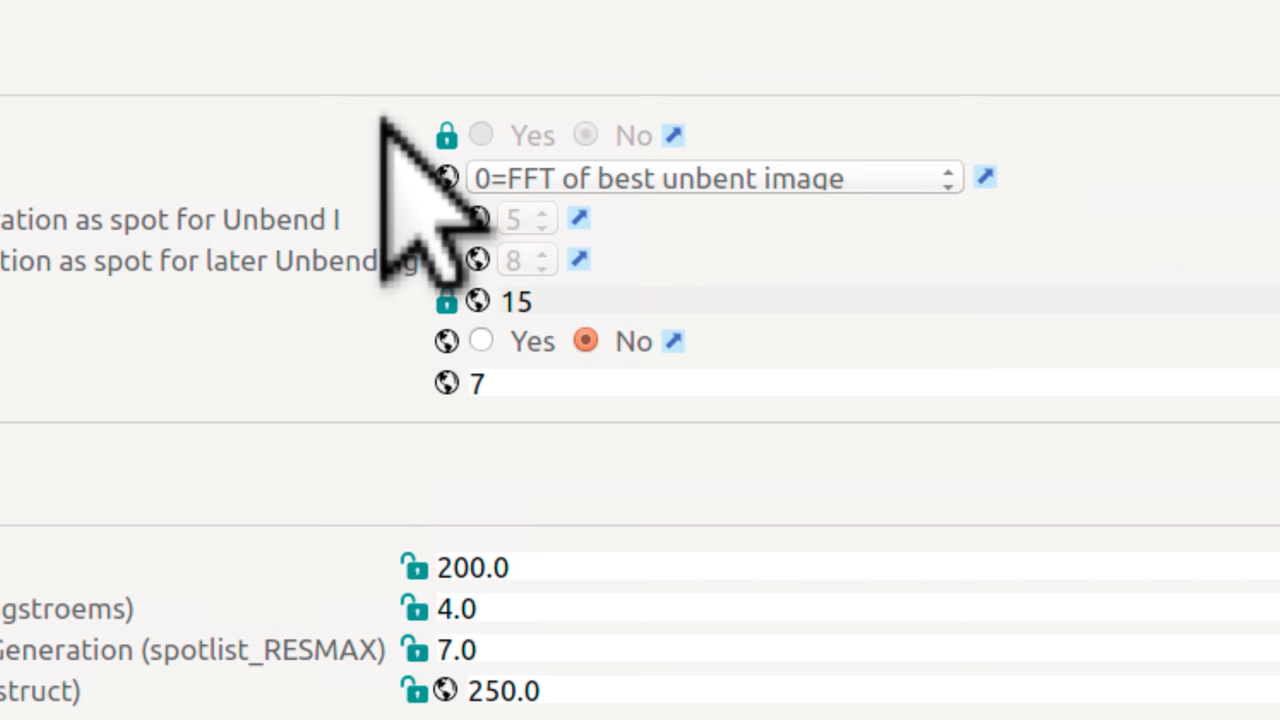 Yes No
0=FFT of best unbent image
ation as spot for Unbend I 5
tion as spot for later Unbending 8
15
Yes No
7
200.0
gstroems) 4.0
Generation (spotlist_RESMAX) 7.0
struct) 250.0